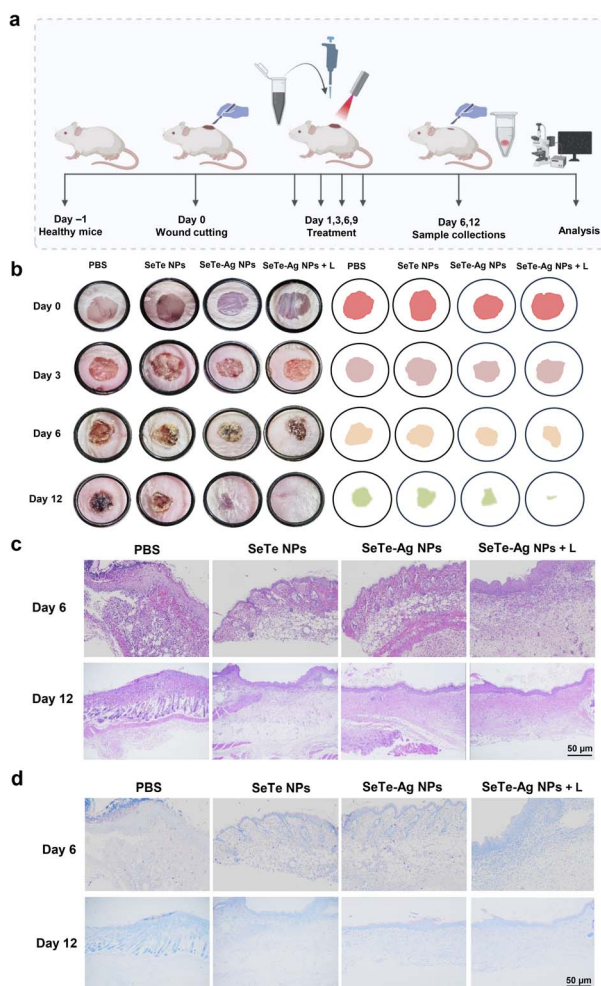 a
Day –1
Healthy mice
Day 0
Wound cutting
Day 1,3,6,9
Treatment
Day 6,12
Sample collections
Analysis
b
PBS SeTe NPs SeTe-Ag NPs SeTe-Ag NPs + L PBS SeTe NPs SeTe-Ag NPs SeTe-Ag NPs + L
Day 0
Day 3
Day 6
Day 12
c
PBS SeTe NPs SeTe-Ag NPs SeTe-Ag NPs + L
Day 6
Day 12
50 µm
d
PBS SeTe NPs SeTe-Ag NPs SeTe-Ag NPs + L
Day 6
Day 12
50 µm